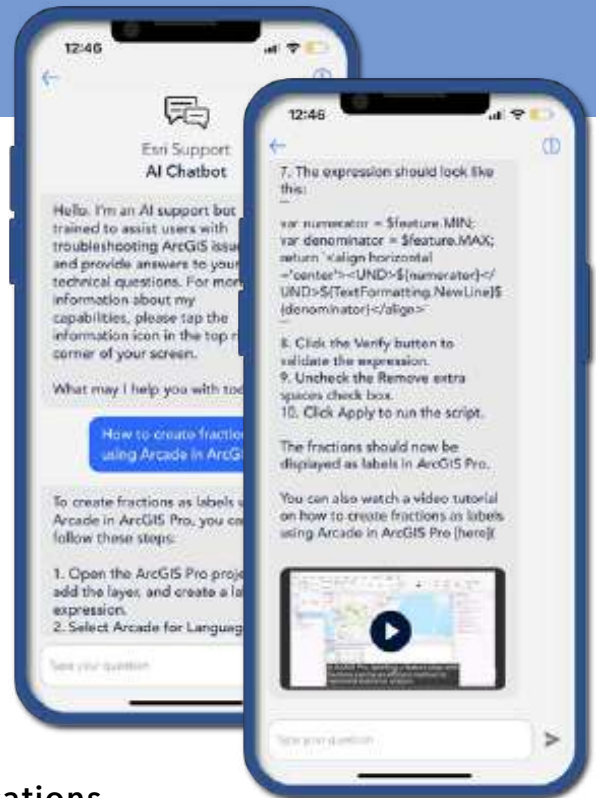 12:46
Esri Support
AI Chatbot
Hello. I'm an AI support bot
trained to assist users with
troubleshooting ArcGIS issu
and provide answers to your
technical questions. For more
information about my
capabilities, please tap the
information icon in the top r
corner of your screen.
What may I help you with tod
How to create fractio
using Arcade in ArcGI
To create fractions as labels u
Arcade in ArcGIS Pro, you ca
follow these steps:
1. Open the ArcGIS Pro proje
add the layer, and create a la
expression.
2. Select Arcade for Languag
Type your question
12:46
7. The expression should look like
this:
```
var numerator = $feature.MIN;
var denominator = $feature.MAX;
return `<align horizontal
='center'><UND>${numerator}</
UND>${TextFormatting.NewLine}$
{denominator}</align>`
```
8. Click the Verify button to
validate the expression.
9. Uncheck the Remove extra
spaces check box.
10. Click Apply to run the script.
The fractions should now be
displayed as labels in ArcGIS Pro.
You can also watch a video tutorial
on how to create fractions as labels
using Arcade in ArcGIS Pro [here](
Type your question
ations